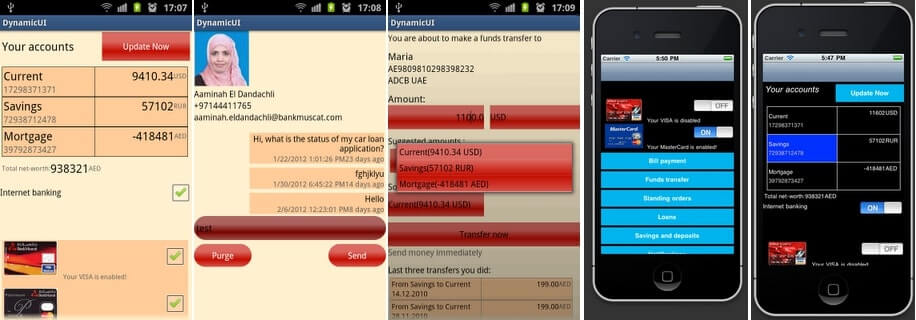 17:07
DynamicUI
Your accounts
Update Now
Current 9410.34 USD
17298371371
Savings 57102 RUR
72938712478
Mortgage -418481 AED
39792873427
Total net-worth: 938321 AED
Internet banking
Your VISA is enabled!
17:08
DynamicUI
Aaminah El Dandachli
+97144411765
aaminah.eldandachli@bankmuscat.com
Hi, what is the status of my car loan
application?
1/22/2012 1:01:26 PM23 days ago
fghjklyu
1/30/2012 6:45:22 PM14 days ago
Hello
2/6/2012 12:23:01 PM8 days ago
test
Purge
Send
17:09
DynamicUI
You are about to make a funds transfer to
Maria
AE9809810298398232
ADCB UAE
Amount:
1100.0 USD
Suggested amounts :
Current(9410.34 USD)
Savings(57102 RUR)
Mortgage(-418481 AED)
Current(9410.34 USD)
Transfer now
Send money immediately
Last three transfers you did:
From Savings to Current 199.00 AED
14.12.2010
From Savings to Current 199.00 AED
28.11.2010
Carrier 5:50 PM
OFF
Your VISA is disabled
MasterCard
ON
Your MasterCard is enabled!
Bill payment
Funds transfer
Standing orders
Loans
Savings and deposits
Carrier 5:47 PM
Your accounts
Update Now
Current 11602 USD
17298371371
Savings 57102 RUR
72938712478
Mortgage -418481 AED
39792873427
Total net-worth: 938321 AED
Internet banking ON
OFF
Your VISA is disabled